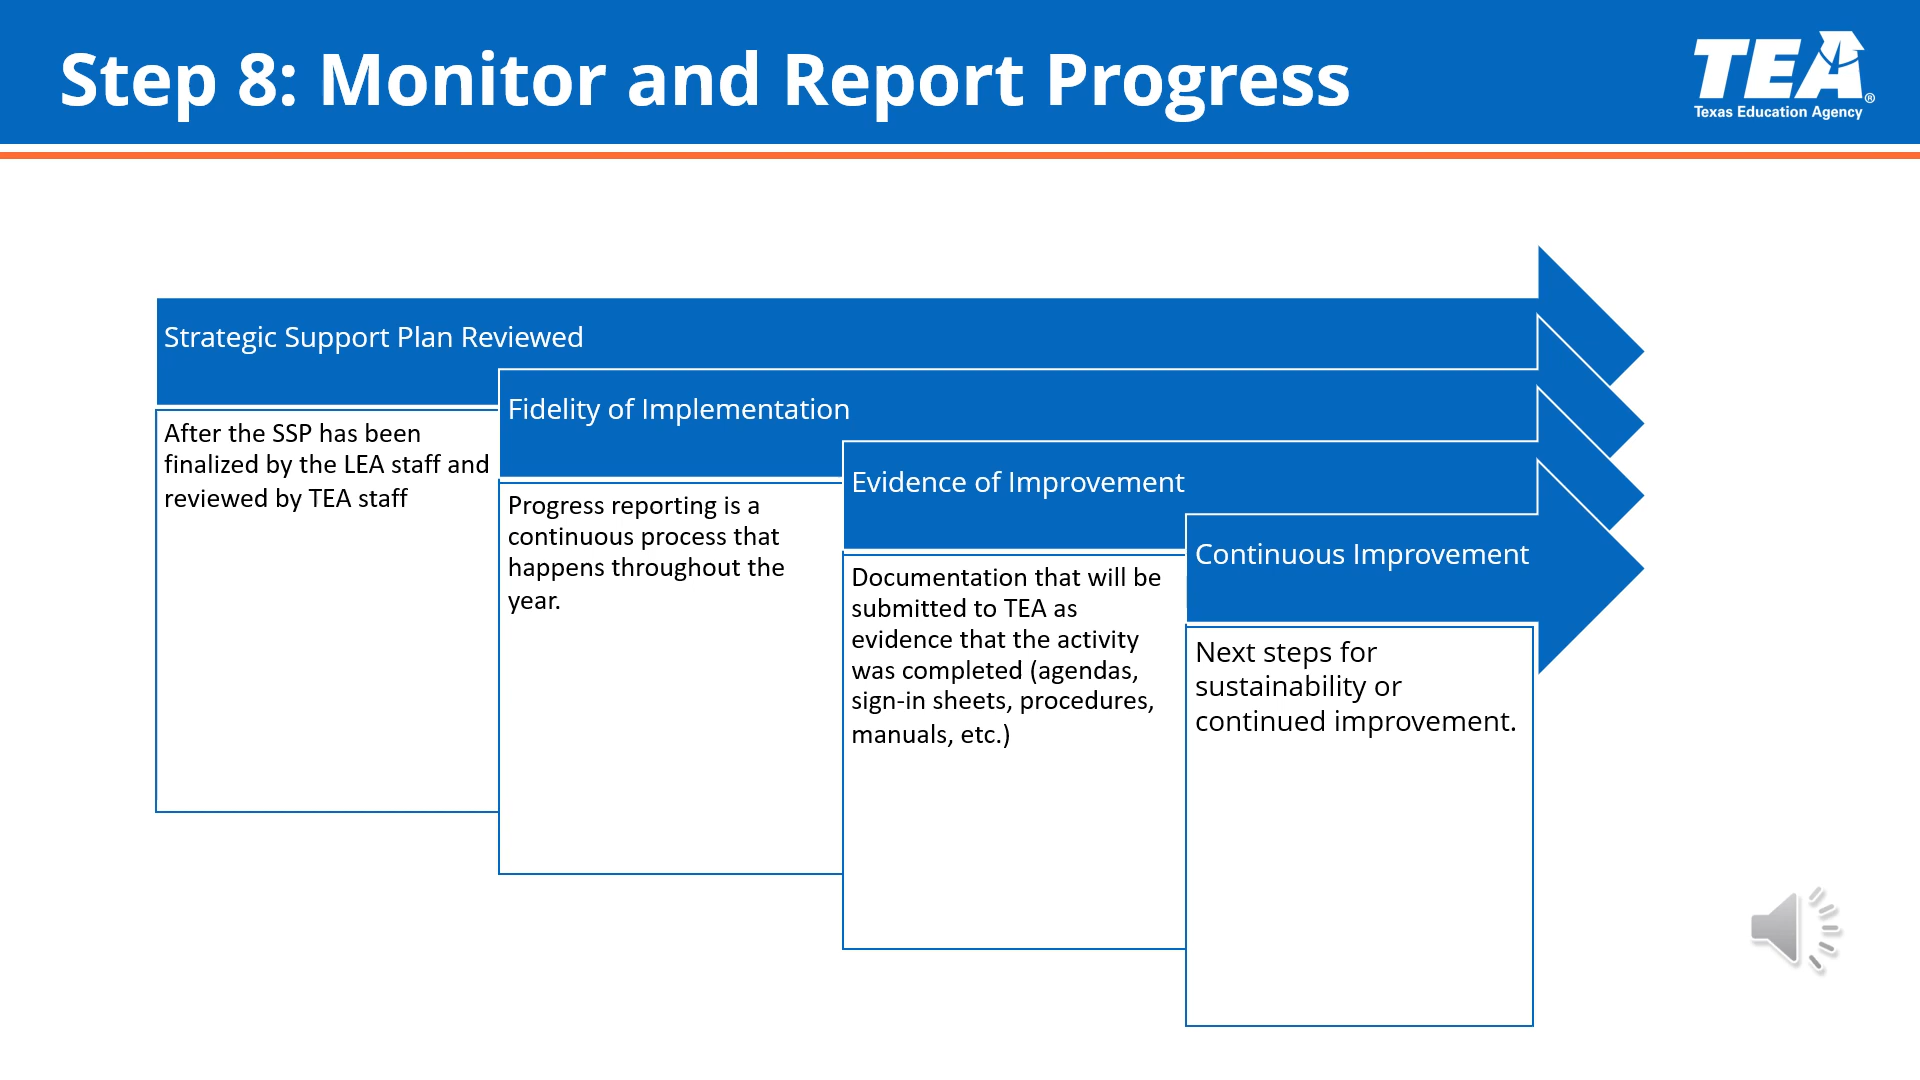 Step 8: Monitor and Report Progress
TEA®
Texas Education Agency
Strategic Support Plan Reviewed
After the SSP has been
finalized by the LEA staff and
reviewed by TEA staff
Fidelity of Implementation
Progress reporting is a
continuous process that
happens throughout the
year.
Evidence of Improvement
Documentation that will be
submitted to TEA as
evidence that the activity
was completed (agendas,
sign-in sheets, procedures,
manuals, etc.)
Continuous Improvement
Next steps for
sustainability or
continued improvement.